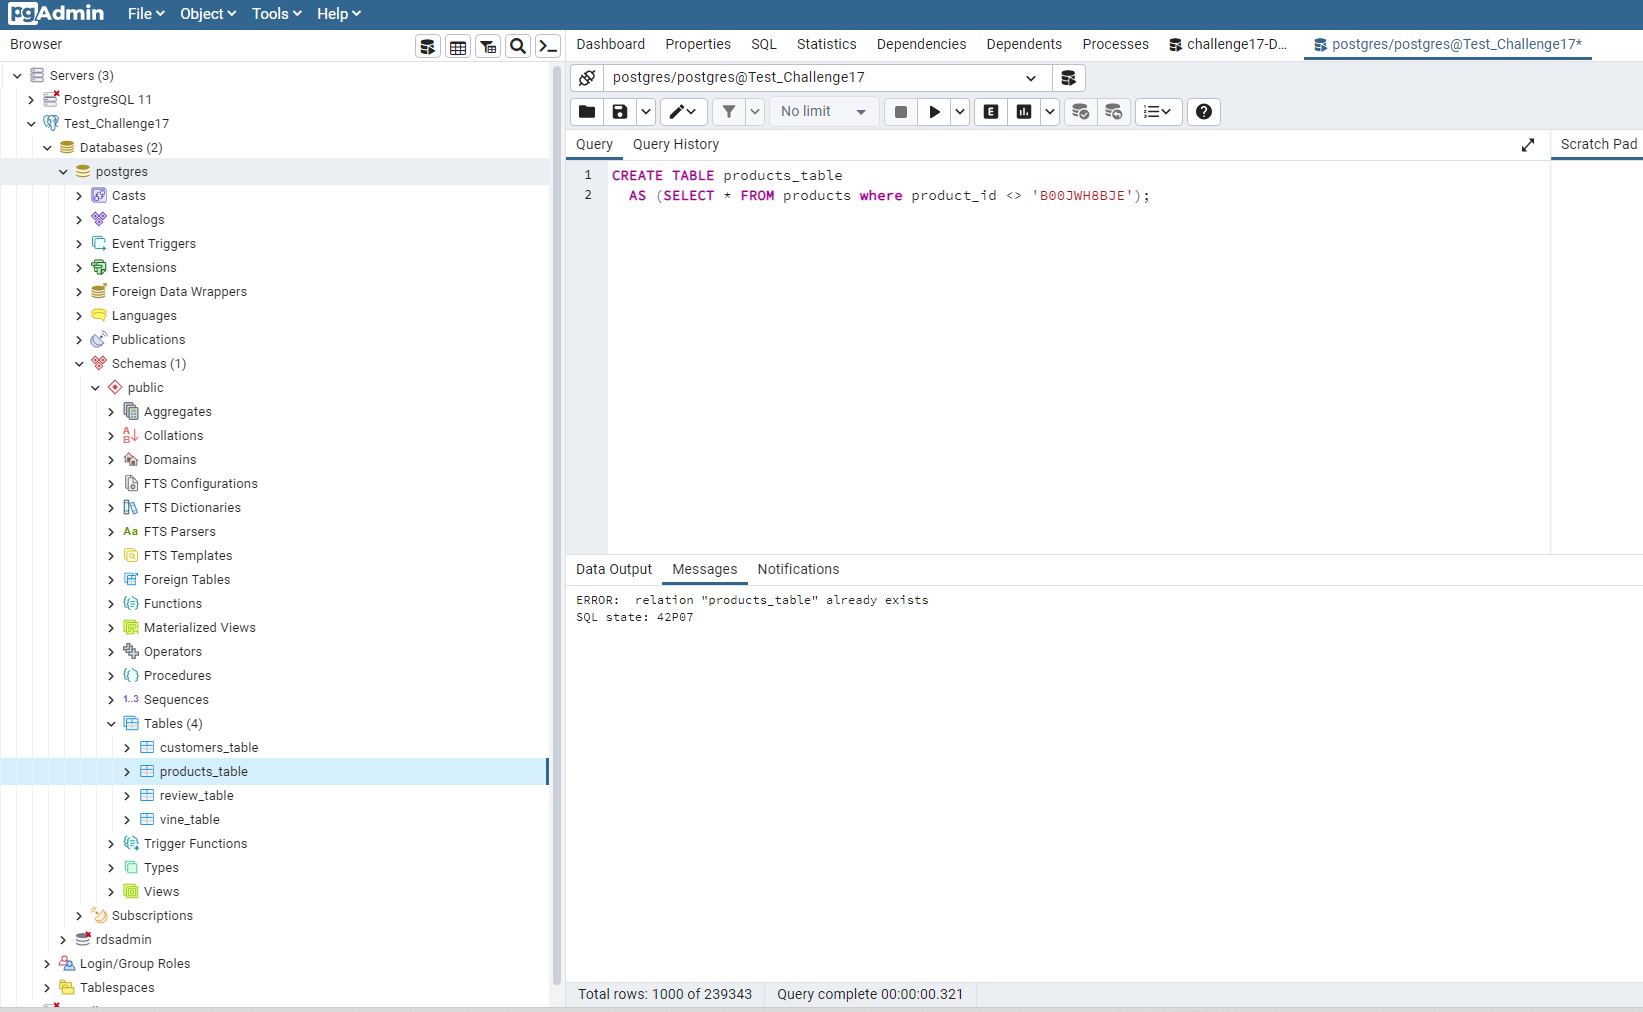 pgAdmin File Object Tools Help
Browser
Dashboard Properties SQL Statistics Dependencies Dependents Processes challenge17-D... postgres/postgres@Test_Challenge17*
Servers (3)
PostgreSQL 11
Test_Challenge17
Databases (2)
postgres
Casts
Catalogs
Event Triggers
Extensions
Foreign Data Wrappers
Languages
Publications
Schemas (1)
public
Aggregates
Collations
Domains
FTS Configurations
FTS Dictionaries
Aa FTS Parsers
FTS Templates
Foreign Tables
Functions
Materialized Views
Operators
Procedures
1..3 Sequences
Tables (4)
customers_table
products_table
review_table
vine_table
Trigger Functions
Types
Views
Subscriptions
rdsadmin
Login/Group Roles
Tablespaces
postgres/postgres@Test_Challenge17
No limit E
Query Query History Scratch Pad
1 CREATE TABLE products_table
2 AS (SELECT * FROM products where product_id <> 'B00JWH8BJE');
Data Output Messages Notifications
ERROR:  relation "products_table" already exists
SQL state: 42P07
Total rows: 1000 of 239343 Query complete 00:00:00.321